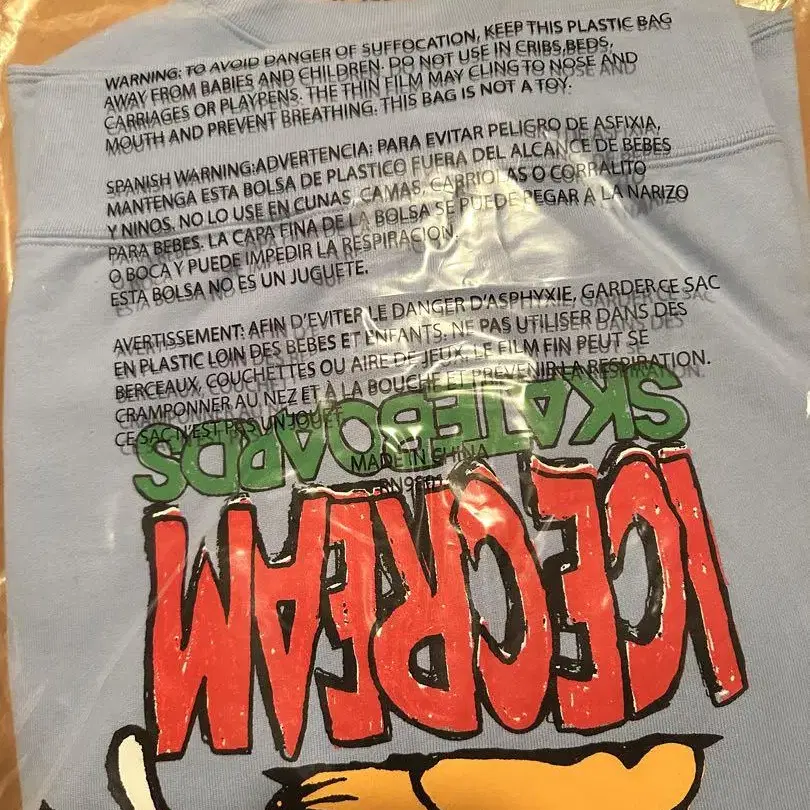 WARNING: TO AVOID DANGER OF SUFFOCATION, KEEP THIS PLASTIC BAG
AWAY FROM BABIES AND CHILDREN. DO NOT USE IN CRIBS,BEDS,
CARRIAGES OR PLAYPENS. THE THIN FILM MAY CLING TO NOSE AND
MOUTH AND PREVENT BREATHING. THIS BAG IS NOT A TOY.
SPANISH WARNING:ADVERTENCIA: PARA EVITAR PELIGRO DE ASFIXIA,
MANTENGA ESTA BOLSA DE PLASTICO FUERA DEL ALCANCE DE BEBES
Y NINOS. NO LO USE EN CUNAS, CAMAS, CARRIOLAS O CORRALITO
PARA BEBES. LA CAPA FINA DE LA BOLSA SE PUEDE PEGAR A LA NARIZO
O BOCA Y PUEDE IMPEDIR LA RESPIRACION.
ESTA BOLSA NO ES UN JUGUETE.
AVERTISSEMENT: AFIN D'EVITER LE DANGER D'ASPHYXIE, GARDER CE SAC
EN PLASTIC LOIN DES BEBES ET ENFANTS. NE PAS UTILISER DANS DES
BERCEAUX, COUCHETTES OU AIRE DE JEUX. LE FILM FIN PEUT SE
CRAMPONNER AU NEZ ET À LA BOUCHE ET PREVENIR LA RESPIRATION.
CE SAC N'EST PAS UN JOUET
MADE IN CHINA
ICECREAM
SKATEBOARDS